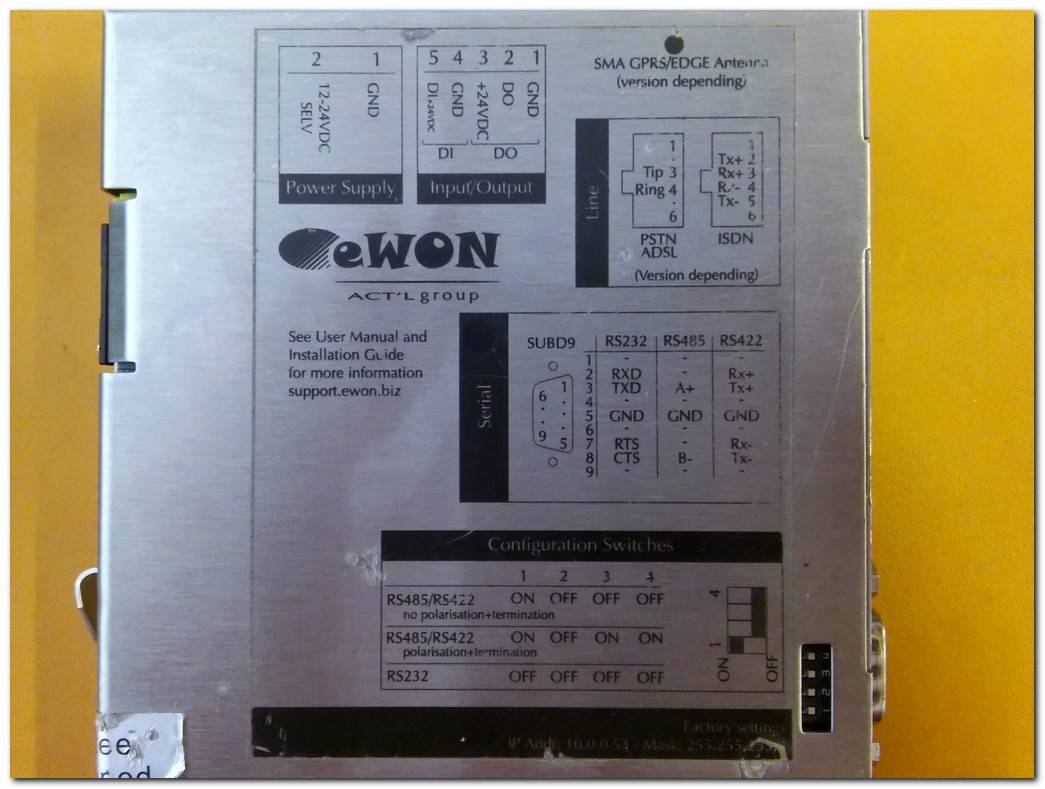 2 1
12-24VDC SELV
GND
Power Supply
5 4 3 2 1
DI+24VDC
GND
+24VDC
DO
GND
DI DO
Input/Output
SMA GPRS/EDGE Antenna
(version depending)
Line
1
Tip 3
Ring 4
6
PSTN
ADSL
1
Tx+ 2
Rx+ 3
Rx- 4
Tx- 5
6
ISDN
(Version depending)
eWON
ACT'L group
See User Manual and
Installation Guide
for more information
support.ewon.biz
Serial
SUBD9 RS232 RS485 RS422
1 - - -
2 RXD - Rx+
3 TXD A+ Tx+
4 - - -
5 GND GND GND
6 - - -
7 RTS - Rx-
8 CTS B- Tx-
9 - - -
6 1
9 5
Configuration Switches
1 2 3 4
RS485/RS422 ON OFF OFF OFF
no polarisation+termination
RS485/RS422 ON OFF ON ON
polarisation+termination
RS232 OFF OFF OFF OFF
4
1
ON OFF
4
3
2
1
Factory settings
IP Addr: 10.0.0.53 - Mask: 255.255.255.
ee
rod